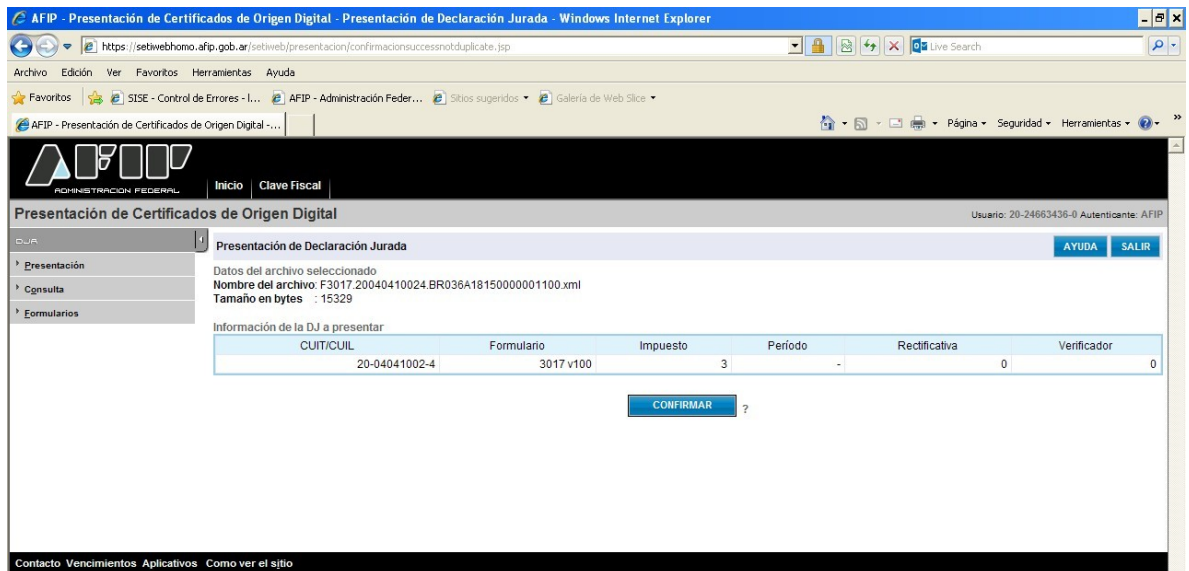 AFIP - Presentación de Certificados de Origen Digital - Presentación de Declaración Jurada - Windows Internet Explorer
https://setiwebhomo.afip.gob.ar/setiweb/presentacion/confirmacionsuccessnotduplicate.jsp Live Search
Archivo Edición Ver Favoritos Herramientas Ayuda
Favoritos SISE - Control de Errores - I... AFIP - Administración Feder... Sitios sugeridos Galería de Web Slice
AFIP - Presentación de Certificados de Origen Digital -... Página Seguridad Herramientas
AFIP
ADMINISTRACION FEDERAL Inicio Clave Fiscal
Presentación de Certificados de Origen Digital Usuario: 20-24663436-0 Autenticante: AFIP
DJR Presentación de Declaración Jurada AYUDA SALIR
Presentación Datos del archivo seleccionado
Consulta Nombre del archivo: F3017.20040410024.BR036A18150000001100.xml
Tamaño en bytes : 15329
Formularios
Información de la DJ a presentar
CUIT/CUIL Formulario Impuesto Período Rectificativa Verificador
20-04041002-4 3017 v100 3 - 0 0
CONFIRMAR ?
Contacto Vencimientos Aplicativos Como ver el sitio